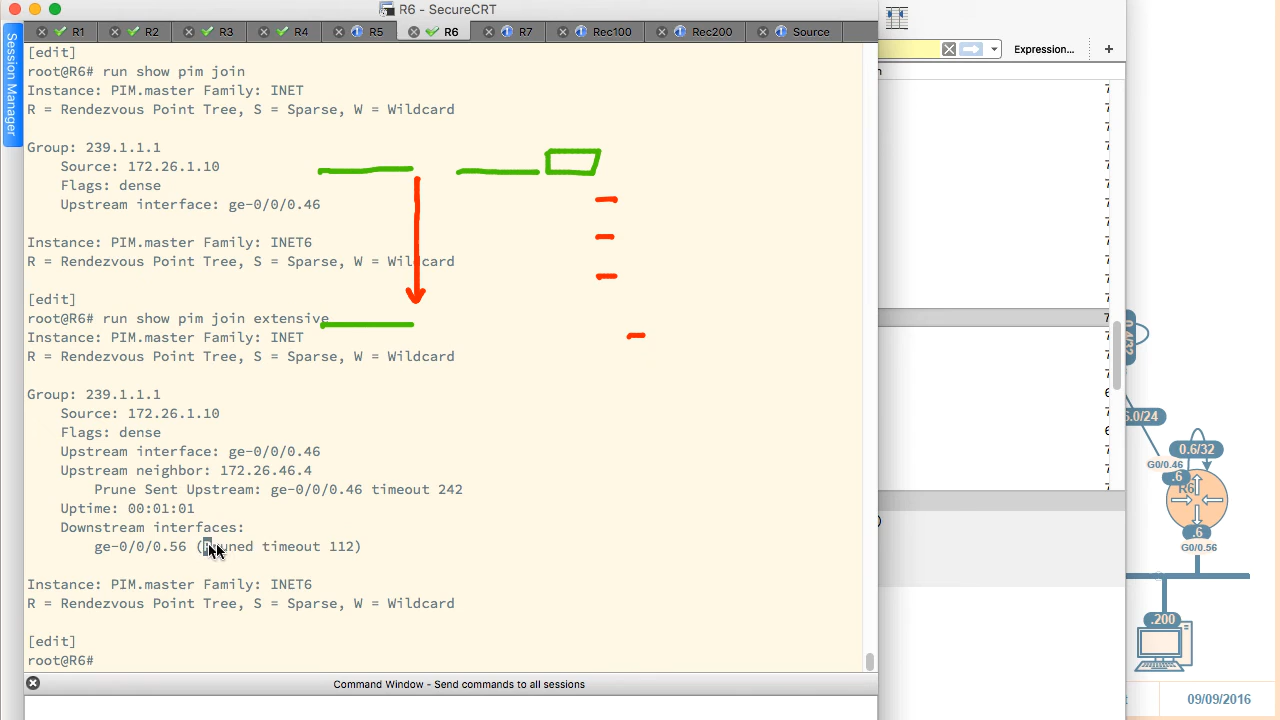 R6 - SecureCRT
R1 R2 R3 R4 R5 R6 R7 Rec100 Rec200 Source
Session Manager
Expression... +
[edit]
root@R6# run show pim join
Instance: PIM.master Family: INET
R = Rendezvous Point Tree, S = Sparse, W = Wildcard
Group: 239.1.1.1
Source: 172.26.1.10
Flags: dense
Upstream interface: ge-0/0/0.46
Instance: PIM.master Family: INET6
R = Rendezvous Point Tree, S = Sparse, W = Wildcard
[edit]
root@R6# run show pim join extensive
Instance: PIM.master Family: INET
R = Rendezvous Point Tree, S = Sparse, W = Wildcard
Group: 239.1.1.1
Source: 172.26.1.10
Flags: dense
Upstream interface: ge-0/0/0.46
Upstream neighbor: 172.26.46.4
Prune Sent Upstream: ge-0/0/0.46 timeout 242
Uptime: 00:01:01
Downstream interfaces:
ge-0/0/0.56 (Pruned timeout 112)
Instance: PIM.master Family: INET6
R = Rendezvous Point Tree, S = Sparse, W = Wildcard
[edit]
root@R6#
Command Window - Send commands to all sessions
6.0/24
0.6/32
G0/0.46
.6
R6
.6
G0/0.56
.200
09/09/2016